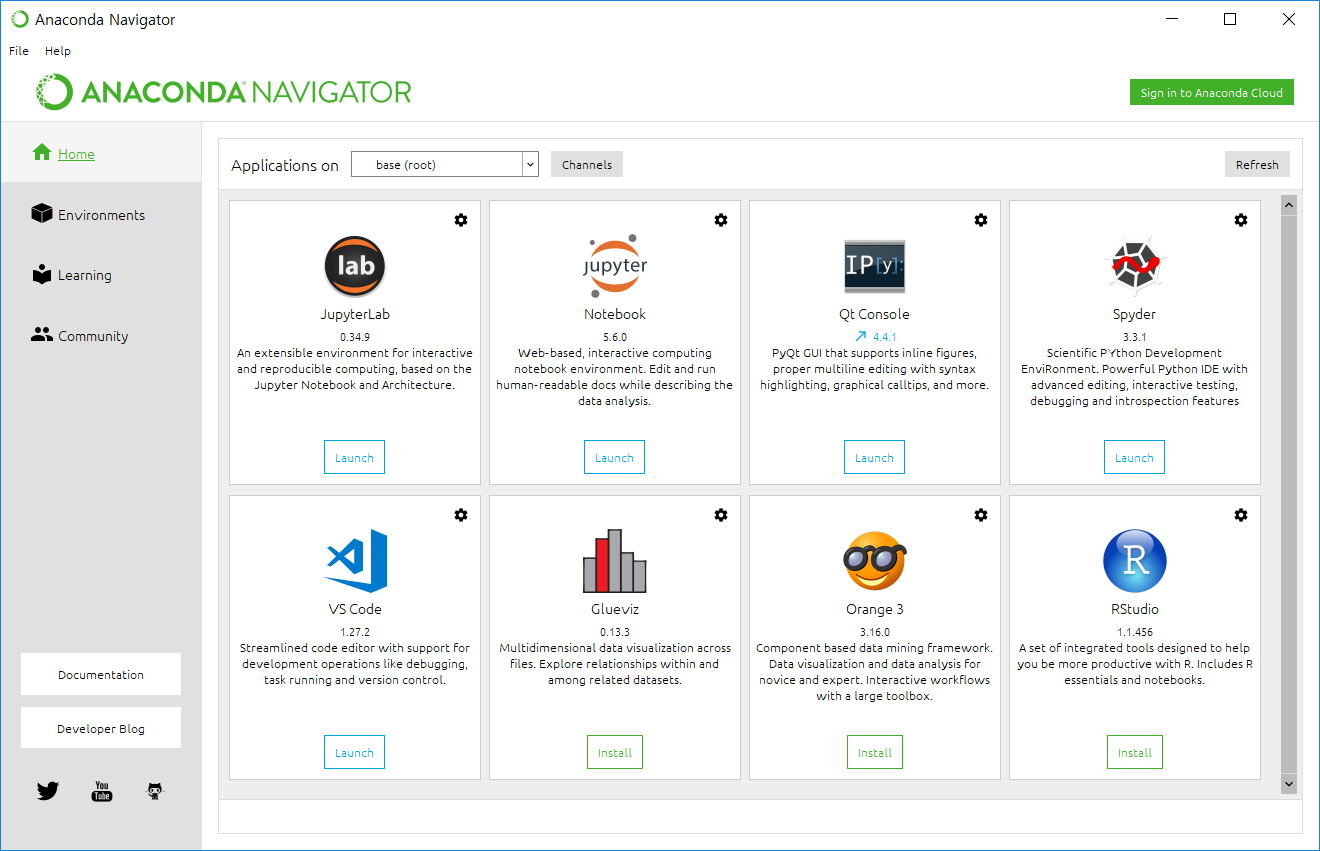 Anaconda Navigator
File Help
ANACONDA NAVIGATOR
Sign in to Anaconda Cloud
Home
Environments
Learning
Community
Documentation
Developer Blog
You
Tube
Applications on base (root) Channels Refresh
lab
JupyterLab
0.34.9
An extensible environment for interactive
and reproducible computing, based on the
Jupyter Notebook and Architecture.
Launch
jupyter
Notebook
5.6.0
Web-based, interactive computing
notebook environment. Edit and run
human-readable docs while describing the
data analysis.
Launch
IP[y]:
Qt Console
4.4.1
PyQt GUI that supports inline figures,
proper multiline editing with syntax
highlighting, graphical calltips, and more.
Launch
Spyder
3.3.1
Scientific PYthon Development
EnviRonment. Powerful Python IDE with
advanced editing, interactive testing,
debugging and introspection features
Launch
VS Code
1.27.2
Streamlined code editor with support for
development operations like debugging,
task running and version control.
Launch
Glueviz
0.13.3
Multidimensional data visualization across
files. Explore relationships within and
among related datasets.
Install
Orange 3
3.16.0
Component based data mining framework.
Data visualization and data analysis for
novice and expert. Interactive workflows
with a large toolbox.
Install
R
RStudio
1.1.456
A set of integrated tools designed to help
you be more productive with R. Includes R
essentials and notebooks.
Install